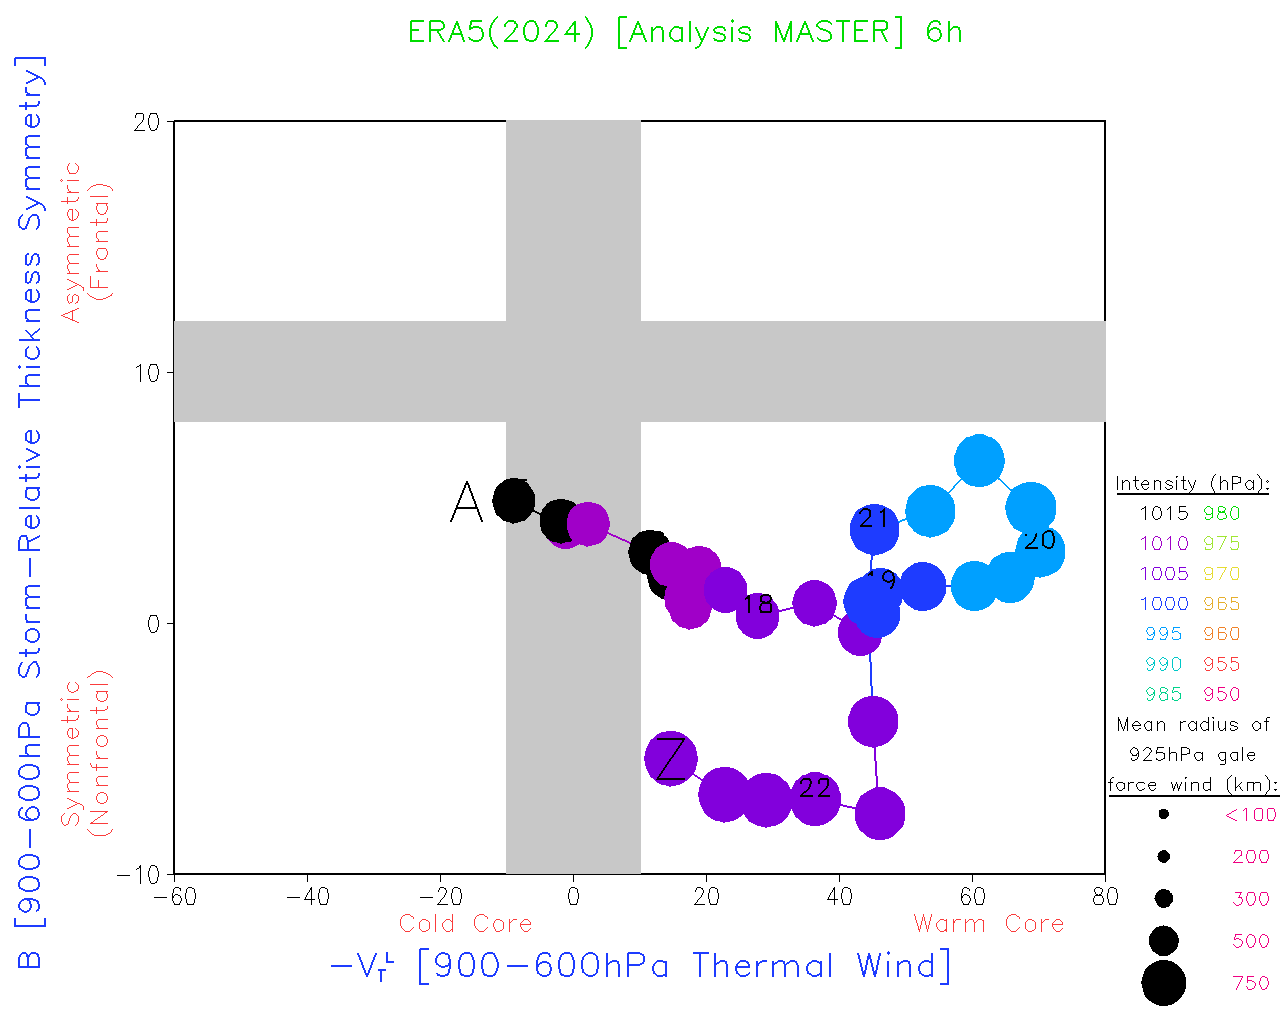 ERA5(2024) [Analysis MASTER] 6h
B [900-600hPa Storm-Relative Thickness Symmetry]
Asymmetric
(Frontal)
Symmetric
(Nonfrontal)
20
10
0
-10
A
18
19
20
21
22
Z
-60 -40 -20 0 20 40 60 80
Cold Core Warm Core
-VTL [900-600hPa Thermal Wind]
Intensity (hPa):
1015 980
1010 975
1005 970
1000 965
995 960
990 955
985 950
Mean radius of
925hPa gale
force wind (km):
<100
200
300
500
750